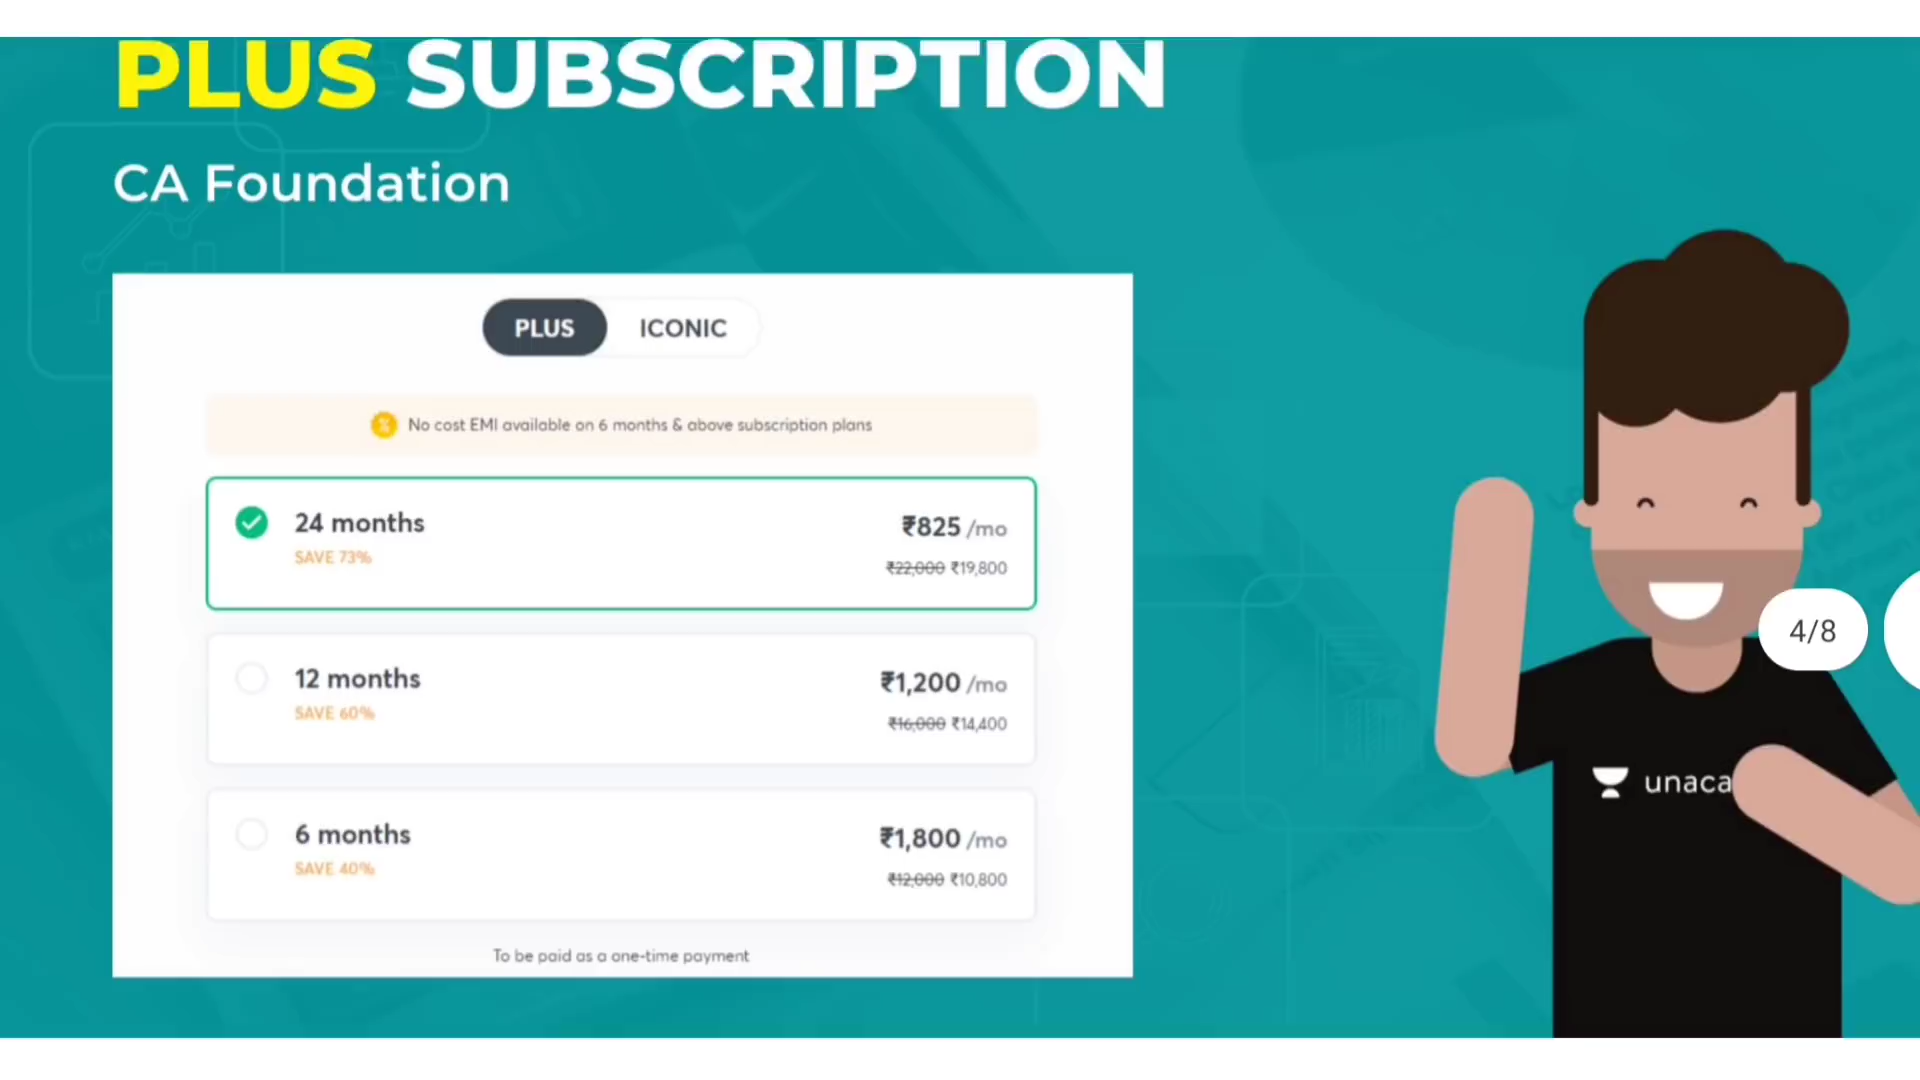 PLUS SUBSCRIPTION
CA Foundation
PLUS ICONIC
No cost EMI available on 6 months & above subscription plans
24 months ₹825 /mo
SAVE 73% ₹22,000 ₹19,800
12 months ₹1,200 /mo
SAVE 60% ₹16,000 ₹14,400
6 months ₹1,800 /mo
SAVE 40% ₹12,000 ₹10,800
To be paid as a one-time payment
4/8
unaca